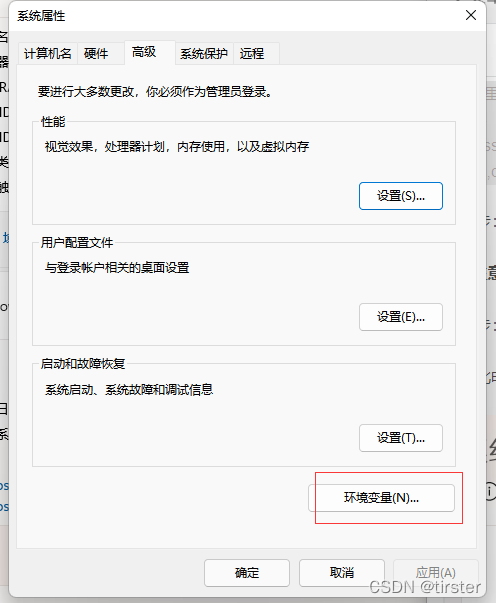 系统属性
计算机名 硬件 高级 系统保护 远程
要进行大多数更改，你必须作为管理员登录。
性能
视觉效果，处理器计划，内存使用，以及虚拟内存
设置(S)...
用户配置文件
与登录帐户相关的桌面设置
设置(E)...
启动和故障恢复
系统启动、系统故障和调试信息
设置(T)...
环境变量(N)...
确定 取消 应用(A)
CSDN @tirster